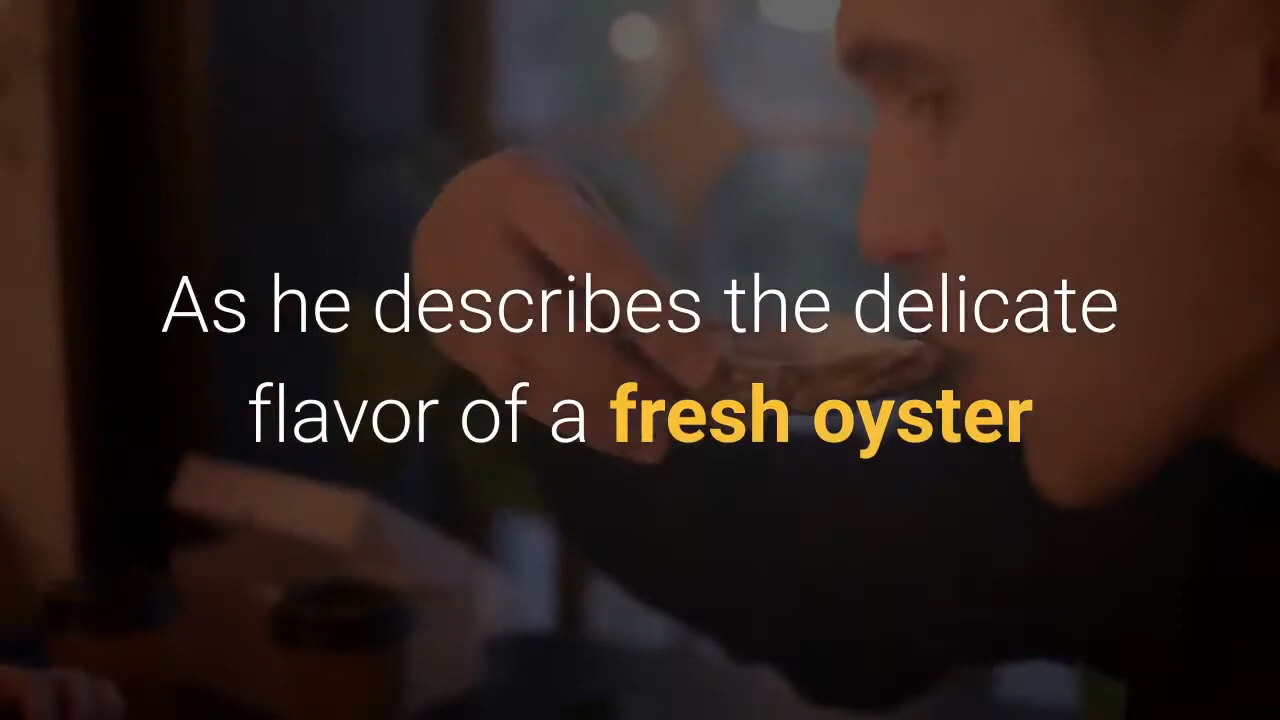 As he describes the delicate
flavor of a fresh oyster